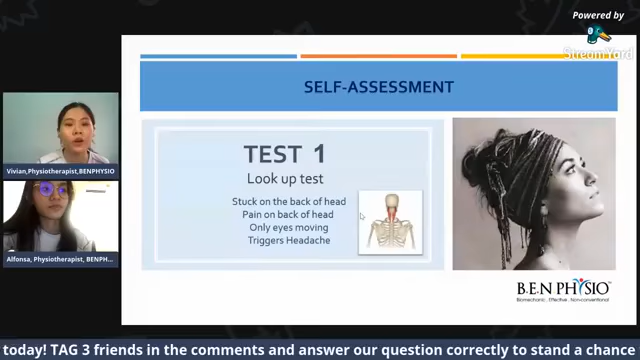 Powered by
StreamYard
SELF-ASSESSMENT
TEST 1
Look up test
Stuck on the back of head
Pain on back of head
Only eyes moving
Triggers Headache
Vivian,Physiotherapist,BENPHYSIO
Alfonsa, Physiotherapist, BENPH...
B.E.N PHYSIO
Biomechanic . Effective . Non-conventional
today! TAG 3 friends in the comments and answer our question correctly to stand a chance